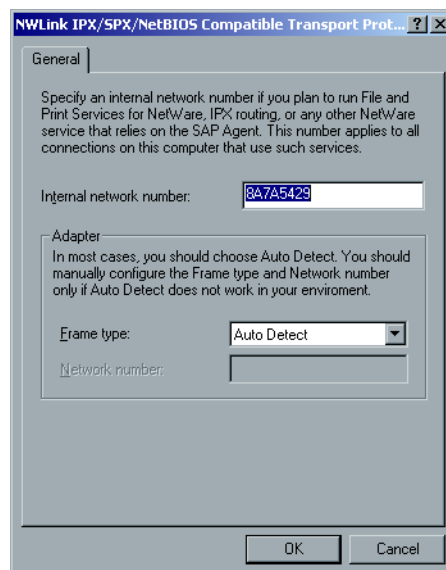 NWLink IPX/SPX/NetBIOS Compatible Transport Prot...
General
Specify an internal network number if you plan to run File and
Print Services for NetWare, IPX routing, or any other NetWare
service that relies on the SAP Agent. This number applies to all
connections on this computer that use such services.
Internal network number: 8A7A5429
Adapter
In most cases, you should choose Auto Detect. You should
manually configure the Frame type and Network number
only if Auto Detect does not work in your enviroment.
Frame type: Auto Detect
Network number:
OK Cancel